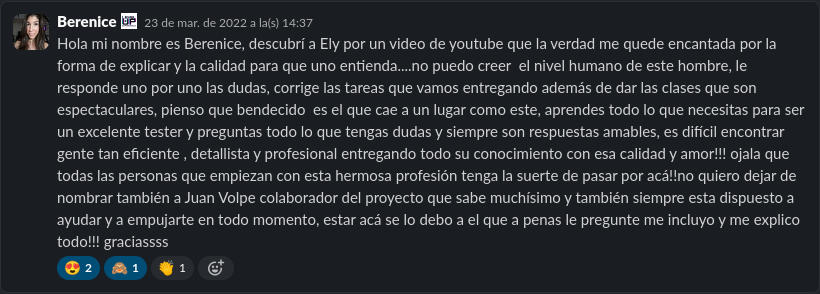 Berenice UP 23 de mar. de 2022 a la(s) 14:37
Hola mi nombre es Berenice, descubrí a Ely por un video de youtube que la verdad me quede encantada por la
forma de explicar y la calidad para que uno entienda....no puedo creer  el nivel humano de este hombre, le
responde uno por uno las dudas, corrige las tareas que vamos entregando además de dar las clases que son
espectaculares, pienso que bendecido  es el que cae a un lugar como este, aprendes todo lo que necesitas para ser
un excelente tester y preguntas todo lo que tengas dudas y siempre son respuestas amables, es difícil encontrar
gente tan eficiente , detallista y profesional entregando todo su conocimiento con esa calidad y amor!!! ojala que
todas las personas que empiezan con esta hermosa profesión tenga la suerte de pasar por acá!!no quiero dejar de
nombrar también a Juan Volpe colaborador del proyecto que sabe muchísimo y también siempre esta dispuesto a
ayudar y a empujarte en todo momento, estar acá se lo debo a el que a penas le pregunte me incluyo y me explico
todo!!! graciassss
2 1 1